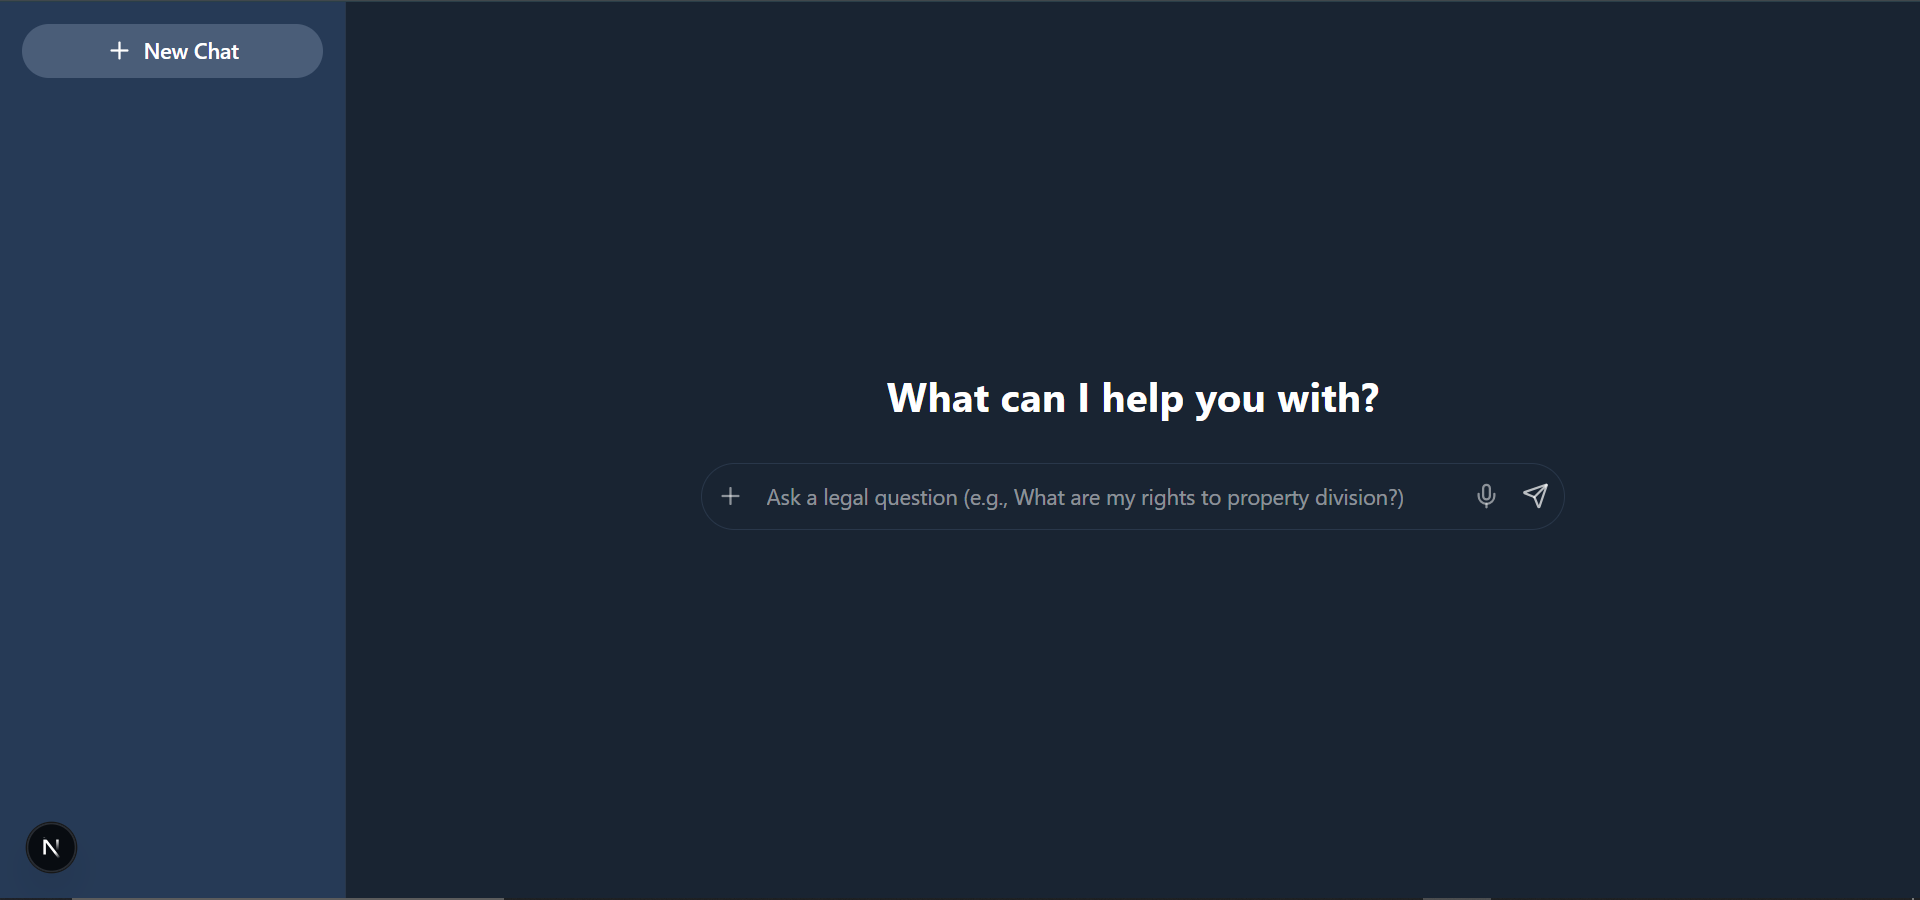 New Chat
What can I help you with?
Ask a legal question (e.g., What are my rights to property division?)
N